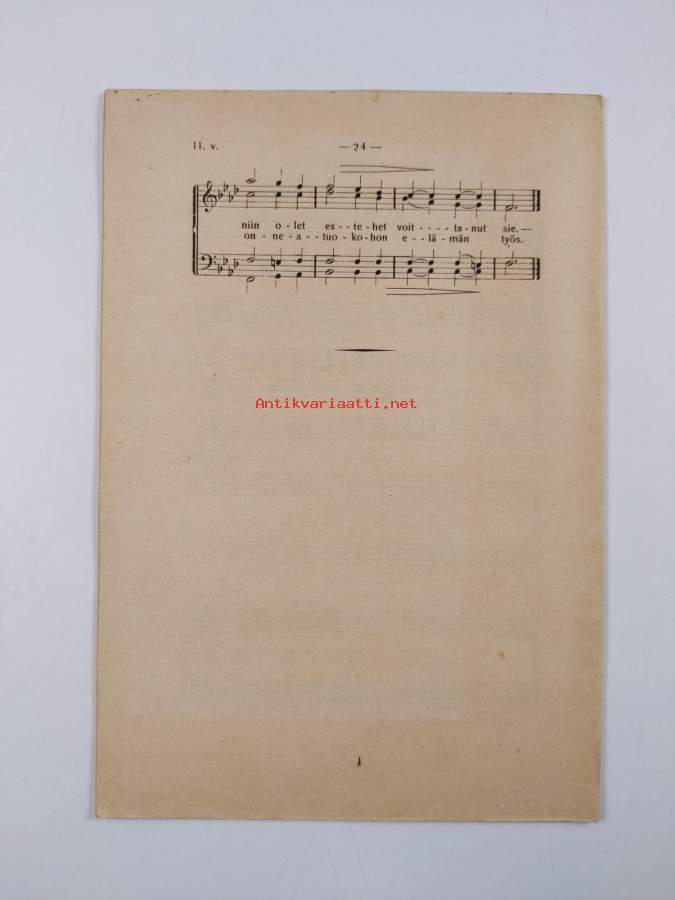 II. v.
— 24 —
niin o - let es - - te - het voit - - - - ta - nut sie. —
on - ne - a - - tuo - ko - hon e - - lä - män työs.
Antikvariaatti.net